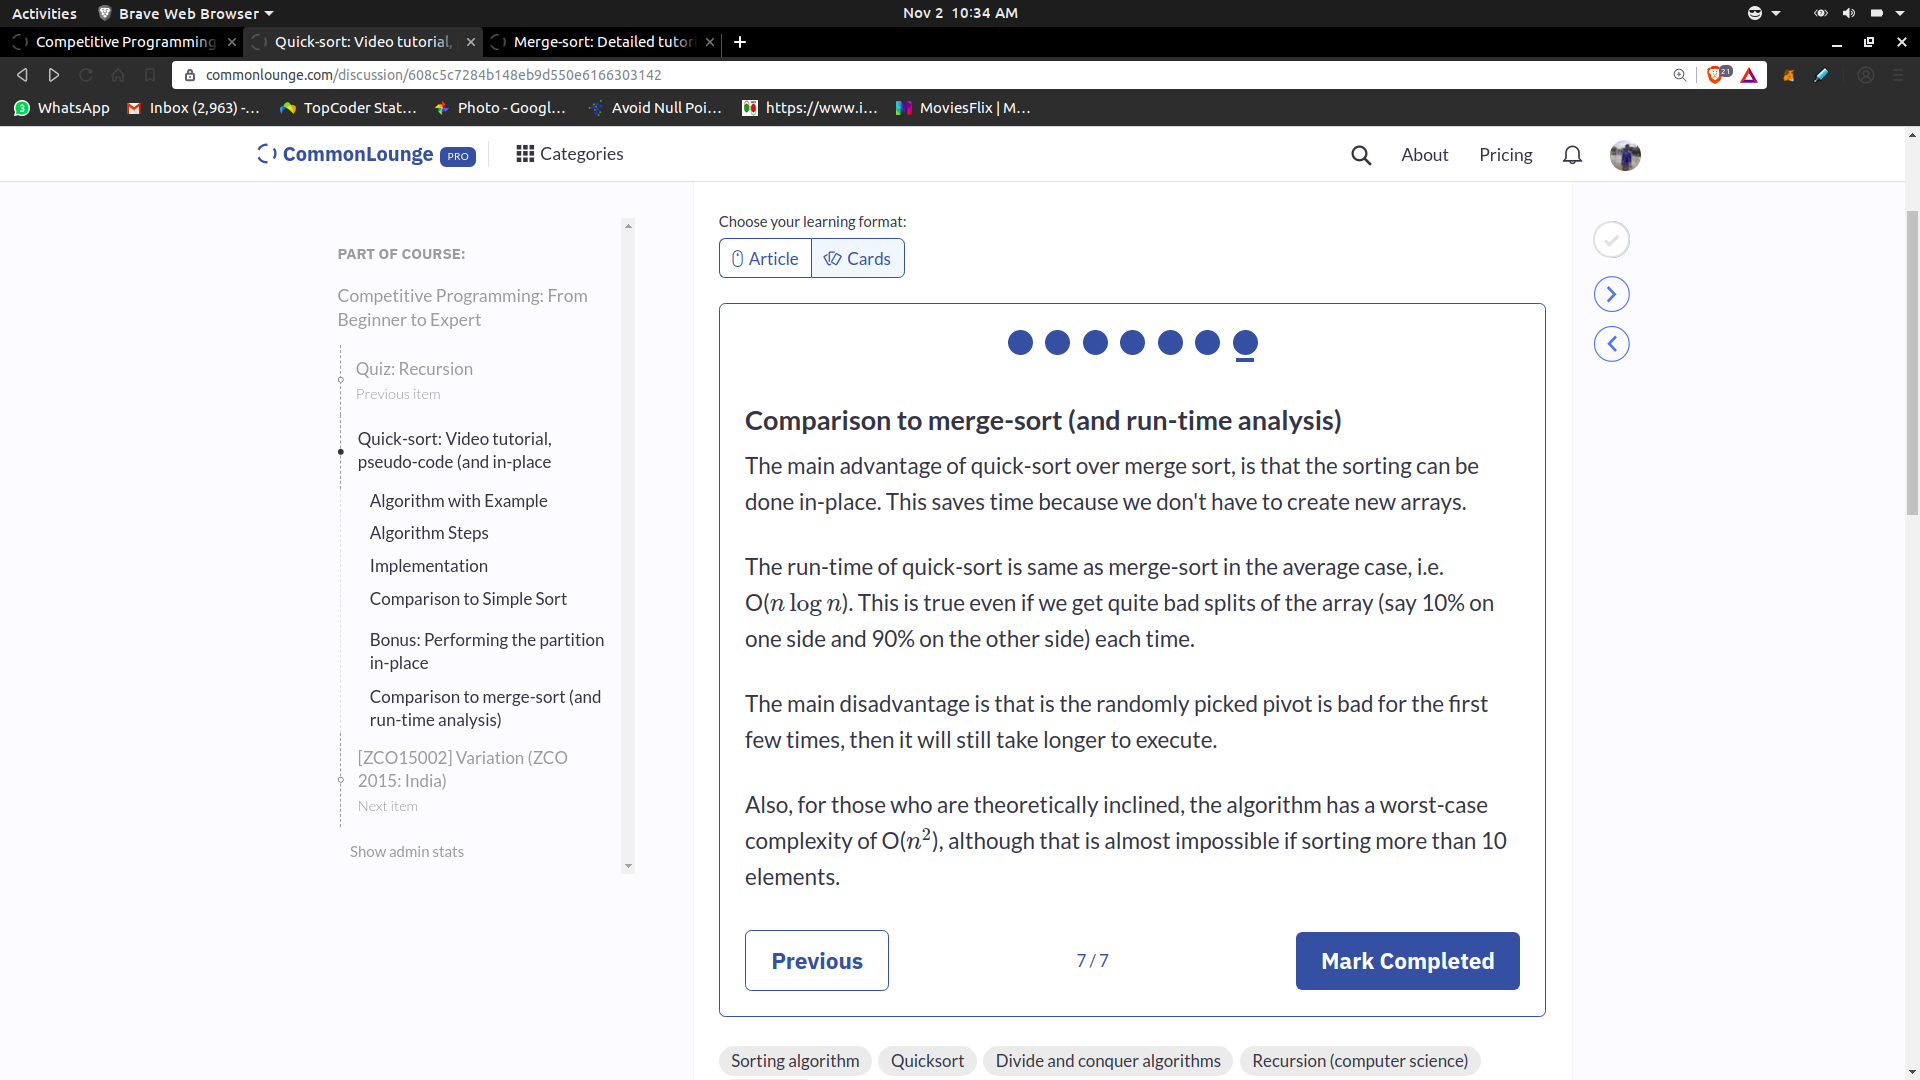 Activities
Brave Web Browser
Nov 2 10:34 AM
Competitive Programming
Quick-sort: Video tutorial,
Merge-sort: Detailed tutor
commonlounge.com/discussion/608c5c7284b148eb9d550e6166303142
21
3 WhatsApp
Inbox (2,963) -...
TopCoder Stat...
Photo - Googl...
Avoid Null Poi...
https://www.i...
MoviesFlix | M...
CommonLounge PRO
Categories
About
Pricing
PART OF COURSE:
Competitive Programming: From
Beginner to Expert
Quiz: Recursion
Previous item
Quick-sort: Video tutorial,
pseudo-code (and in-place
Algorithm with Example
Algorithm Steps
Implementation
Comparison to Simple Sort
Bonus: Performing the partition
in-place
Comparison to merge-sort (and
run-time analysis)
[ZCO15002] Variation (ZCO
2015: India)
Next item
Show admin stats
Choose your learning format:
Article
Cards
Comparison to merge-sort (and run-time analysis)
The main advantage of quick-sort over merge sort, is that the sorting can be
done in-place. This saves time because we don't have to create new arrays.
The run-time of quick-sort is same as merge-sort in the average case, i.e.
O(n log n). This is true even if we get quite bad splits of the array (say 10% on
one side and 90% on the other side) each time.
The main disadvantage is that is the randomly picked pivot is bad for the first
few times, then it will still take longer to execute.
Also, for those who are theoretically inclined, the algorithm has a worst-case
complexity of O(n²), although that is almost impossible if sorting more than 10
elements.
Previous
7 / 7
Mark Completed
Sorting algorithm
Quicksort
Divide and conquer algorithms
Recursion (computer science)